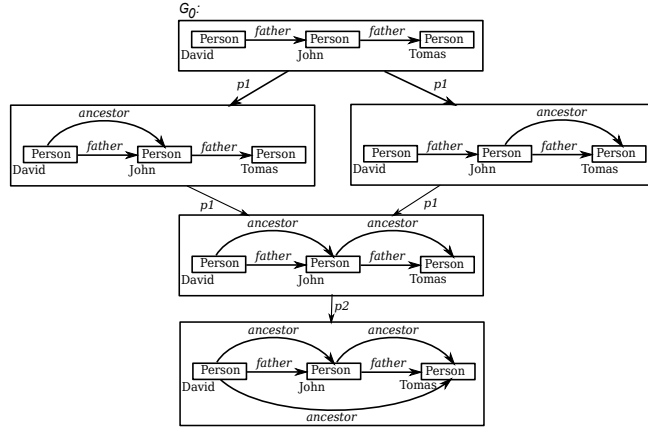 G0:
father father
Person Person Person
David John Tomas
p1 p1
ancestor
father father
Person Person Person
David John Tomas
ancestor
father father
Person Person Person
David John Tomas
p1 p1
ancestor ancestor
father father
Person Person Person
David John Tomas
p2
ancestor ancestor
father father
Person Person Person
David John Tomas
ancestor